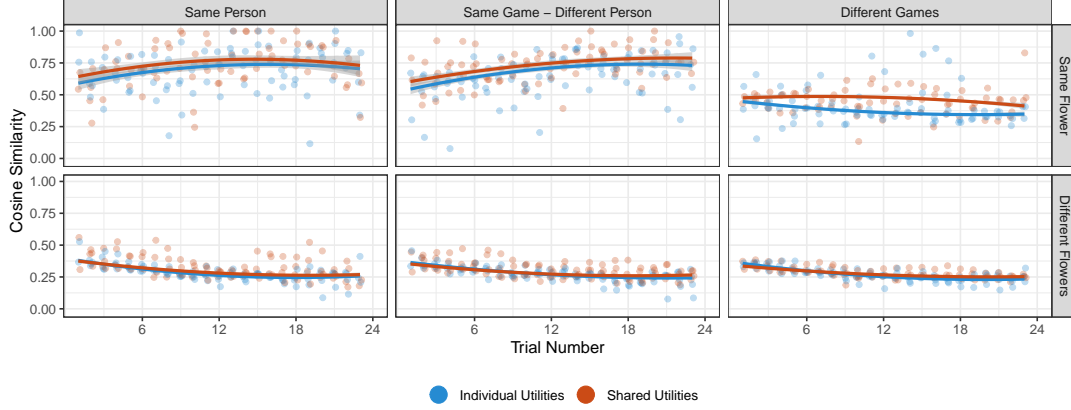 Same Person
Same Game – Different Person
Different Games
Cosine Similarity
1.00
0.75
0.50
0.25
0.00
Same Flower
1.00
0.75
0.50
0.25
0.00
Different Flowers
6 12 18 24
6 12 18 24
6 12 18 24
Trial Number
Individual Utilities
Shared Utilities